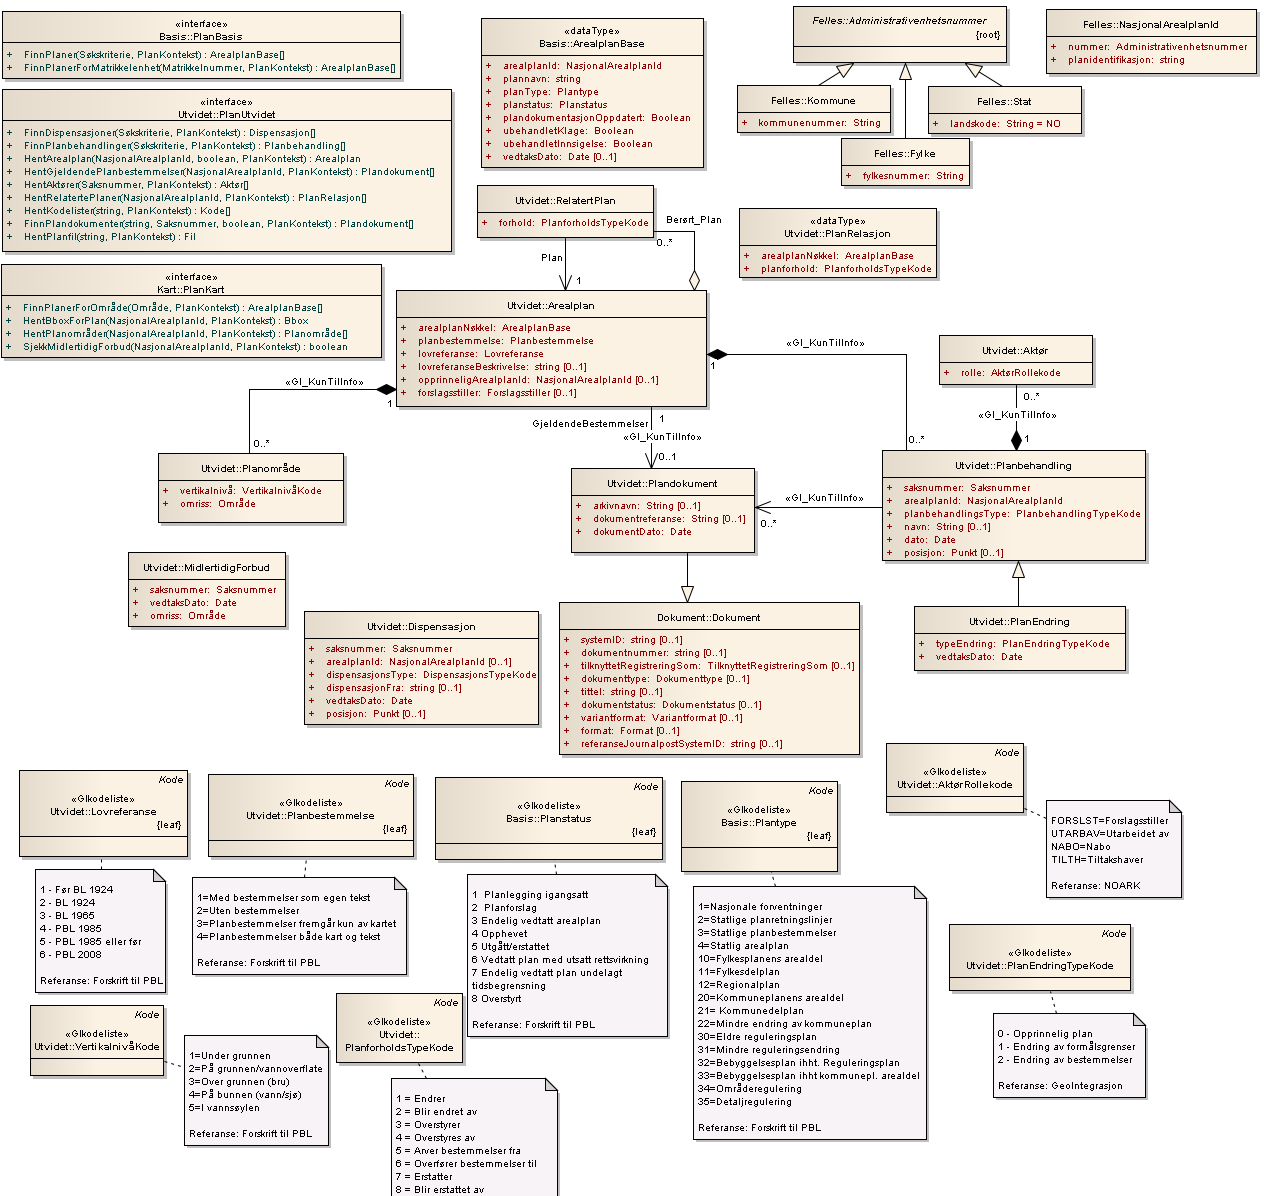 «interface»
Basis::PlanBasis
+ FinnPlaner(Søkskriterie, PlanKontekst) : ArealplanBase[]
+ FinnPlanerForMatrikkelenhet(Matrikkelnummer, PlanKontekst) : ArealplanBase[]
«interface»
Utvidet::PlanUtvidet
+ FinnDispensasjoner(Søkskriterie, PlanKontekst) : Dispensasjon[]
+ FinnPlanbehandlinger(Søkskriterie, PlanKontekst) : Planbehandling[]
+ HentArealplan(NasjonalArealplanId, boolean, PlanKontekst) : Arealplan
+ HentGjeldendePlanbestemmelser(NasjonalArealplanId, PlanKontekst) : Plandokument[]
+ HentAktører(Saksnummer, PlanKontekst) : Aktør[]
+ HentRelatertePlaner(NasjonalArealplanId, PlanKontekst) : PlanRelasjon[]
+ HentKodelister(string, PlanKontekst) : Kode[]
+ FinnPlandokumenter(string, Saksnummer, boolean, PlanKontekst) : Plandokument[]
+ HentPlanfil(string, PlanKontekst) : Fil
«interface»
Kart::PlanKart
+ FinnPlanerForOmråde(Område, PlanKontekst) : ArealplanBase[]
+ HentBboxForPlan(NasjonalArealplanId, PlanKontekst) : Bbox
+ HentPlanområder(NasjonalArealplanId, PlanKontekst) : Planområde[]
+ SjekkMidlertidigForbud(NasjonalArealplanId, PlanKontekst) : boolean
«dataType»
Basis::ArealplanBase
+ arealplanId: NasjonalArealplanId
+ plannavn: string
+ planType: Plantype
+ planstatus: Planstatus
+ plandokumentasjonOppdatert: Boolean
+ ubehandletKlage: Boolean
+ ubehandletInnsigelse: Boolean
+ vedtaksDato: Date [0..1]
Felles::Administrativenhetsnummer
{root}
Felles::NasjonalArealplanId
+ nummer: Administrativenhetsnummer
+ planidentifikasjon: string
Felles::Kommune
+ kommunenummer: String
Felles::Stat
+ landskode: String = NO
Felles::Fylke
+ fylkesnummer: String
Utvidet::RelatertPlan
+ forhold: PlanforholdsTypeKode
Berørt_Plan
0..*
Plan
1
«dataType»
Utvidet::PlanRelasjon
+ arealplanNøkkel: ArealplanBase
+ planforhold: PlanforholdsTypeKode
Utvidet::Arealplan
+ arealplanNøkkel: ArealplanBase
+ planbestemmelse: Planbestemmelse
+ lovreferanse: Lovreferanse
+ lovreferanseBeskrivelse: string [0..1]
+ opprinneligArealplanId: NasjonalArealplanId [0..1]
+ forslagsstiller: Forslagsstiller [0..1]
«GI_KunTilInfo»
1
0..*
«GI_KunTilInfo»
1
0..*
GjeldendeBestemmelser
1
«GI_KunTilInfo»
0..1
Utvidet::Aktør
+ rolle: AktørRollekode
0..*
«GI_KunTilInfo»
1
Utvidet::Planområde
+ vertikalnivå: VertikalnivåKode
+ omriss: Område
Utvidet::Plandokument
+ arkivnavn: String [0..1]
+ dokumentreferanse: String [0..1]
+ dokumentDato: Date
«GI_KunTilInfo»
0..*
Utvidet::Planbehandling
+ saksnummer: Saksnummer
+ arealplanId: NasjonalArealplanId
+ planbehandlingsType: PlanbehandlingTypeKode
+ navn: String [0..1]
+ dato: Date
+ posisjon: Punkt [0..1]
Utvidet::MidlertidigForbud
+ saksnummer: Saksnummer
+ vedtaksDato: Date
+ omriss: Område
Utvidet::Dispensasjon
+ saksnummer: Saksnummer
+ arealplanId: NasjonalArealplanId [0..1]
+ dispensasjonsType: DispensasjonsTypeKode
+ dispensasjonFra: string [0..1]
+ vedtaksDato: Date
+ posisjon: Punkt [0..1]
Dokument::Dokument
+ systemID: string [0..1]
+ dokumentnummer: string [0..1]
+ tilknyttetRegistreringSom: TilknyttetRegistreringSom [0..1]
+ dokumenttype: Dokumenttype [0..1]
+ tittel: string [0..1]
+ dokumentstatus: Dokumentstatus [0..1]
+ variantformat: Variantformat [0..1]
+ format: Format [0..1]
+ referanseJournalpostSystemID: string [0..1]
Utvidet::PlanEndring
+ typeEndring: PlanEndringTypeKode
+ vedtaksDato: Date
Kode
«GIkodeliste»
Utvidet::Lovreferanse
{leaf}
1 - Før BL 1924
2 - BL 1924
3 - BL 1965
4 - PBL 1985
5 - PBL 1985 eller før
6 - PBL 2008
Referanse: Forskrift til PBL
Kode
«GIkodeliste»
Utvidet::Planbestemmelse
{leaf}
1=Med bestemmelser som egen tekst
2=Uten bestemmelser
3=Planbestemmelser fremgår kun av kartet
4=Planbestemmelser både kart og tekst
Referanse: Forskrift til PBL
Kode
«GIkodeliste»
Basis::Planstatus
{leaf}
1 Planlegging igangsatt
2 Planforslag
3 Endelig vedtatt arealplan
4 Opphevet
5 Utgått/erstattet
6 Vedtatt plan med utsatt rettsvirkning
7 Endelig vedtatt plan undelagt
tidsbegrensning
8 Overstyrt
Referanse: Forskrift til PBL
Kode
«GIkodeliste»
Basis::Plantype
{leaf}
1=Nasjonale forventninger
2=Statlige planretningslinjer
3=Statlige planbestemmelser
4=Statlig arealplan
10=Fylkesplanens arealdel
11=Fylkesdelplan
12=Regionalplan
20=Kommuneplanens arealdel
21= Kommunedelplan
22=Mindre endring av kommuneplan
30=Eldre reguleringsplan
31=Mindre reguleringsendring
32=Bebyggelsesplan ihht. Reguleringsplan
33=Bebyggelsesplan ihht kommunepl. arealdel
34=Områderegulering
35=Detaljregulering
Referanse: Forskrift til PBL
Kode
«GIkodeliste»
Utvidet::AktørRollekode
FORSLST=Forslagsstiller
UTARBAV=Utarbeidet av
NABO=Nabo
TILTH=Tiltakshaver
Referanse: NOARK
Kode
«GIkodeliste»
Utvidet::PlanEndringTypeKode
0 - Opprinnelig plan
1 - Endring av formålsgrenser
2 - Endring av bestemmelser
Referanse: GeoIntegrasjon
Kode
«GIkodeliste»
Utvidet::VertikalnivåKode
1=Under grunnen
2=På grunnen/vannoverflate
3=Over grunnen (bru)
4=På bunnen (vann/sjø)
5=I vannsøylen
Referanse: Forskrift til PBL
Kode
«GIkodeliste»
Utvidet::
PlanforholdsTypeKode
1 = Endrer
2 = Blir endret av
3 = Overstyrer
4 = Overstyres av
5 = Arver bestemmelser fra
6 = Overfører bestemmelser til
7 = Erstatter
8 = Blir erstattet av